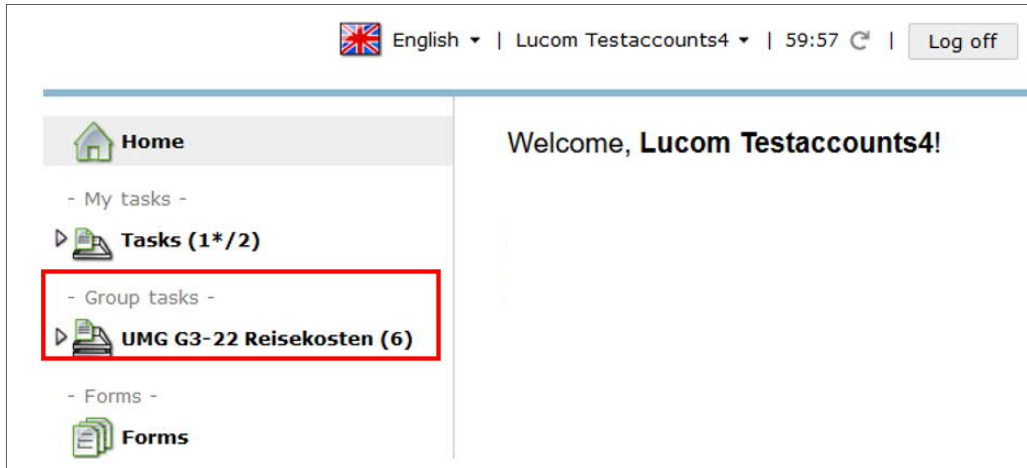 English | Lucom Testaccounts4 | 59:57 | Log off
Home
Welcome, Lucom Testaccounts4!
- My tasks -
Tasks (1*/2)
- Group tasks -
UMG G3-22 Reisekosten (6)
- Forms -
Forms